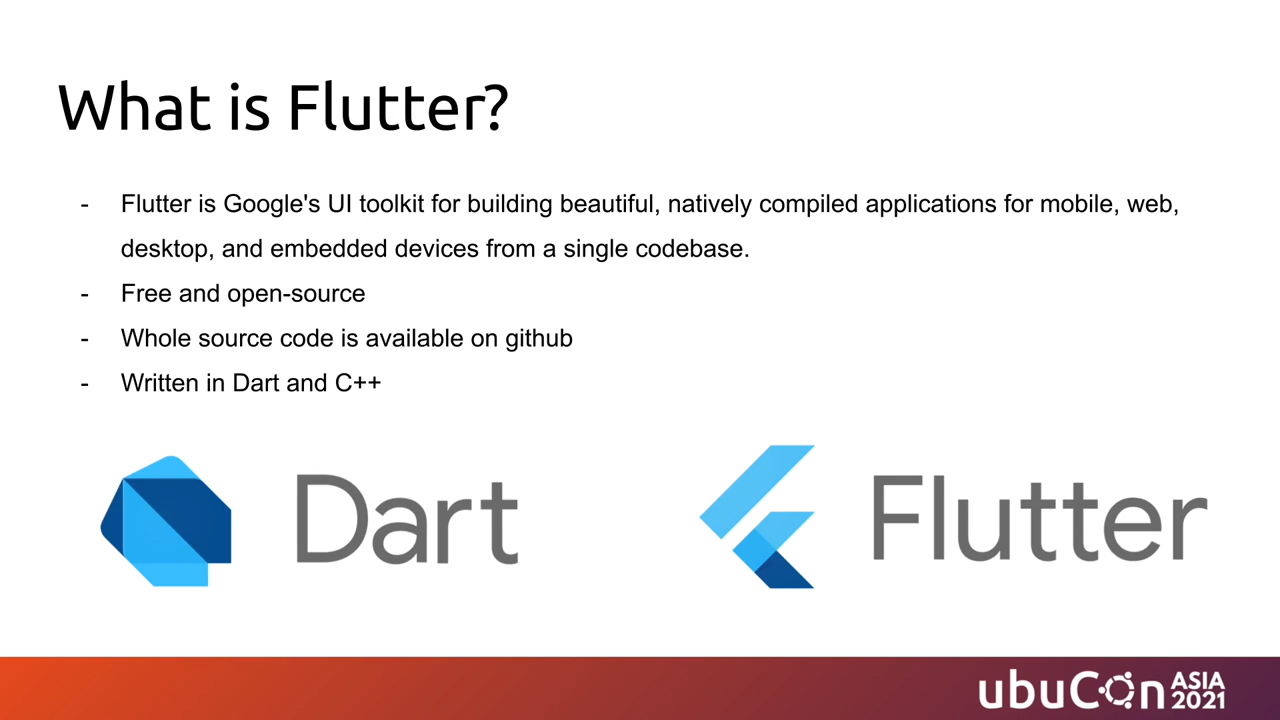 What is Flutter?
- Flutter is Google's UI toolkit for building beautiful, natively compiled applications for mobile, web,
desktop, and embedded devices from a single codebase.
- Free and open-source
- Whole source code is available on github
- Written in Dart and C++
Dart
Flutter
ubuCon ASIA 2021